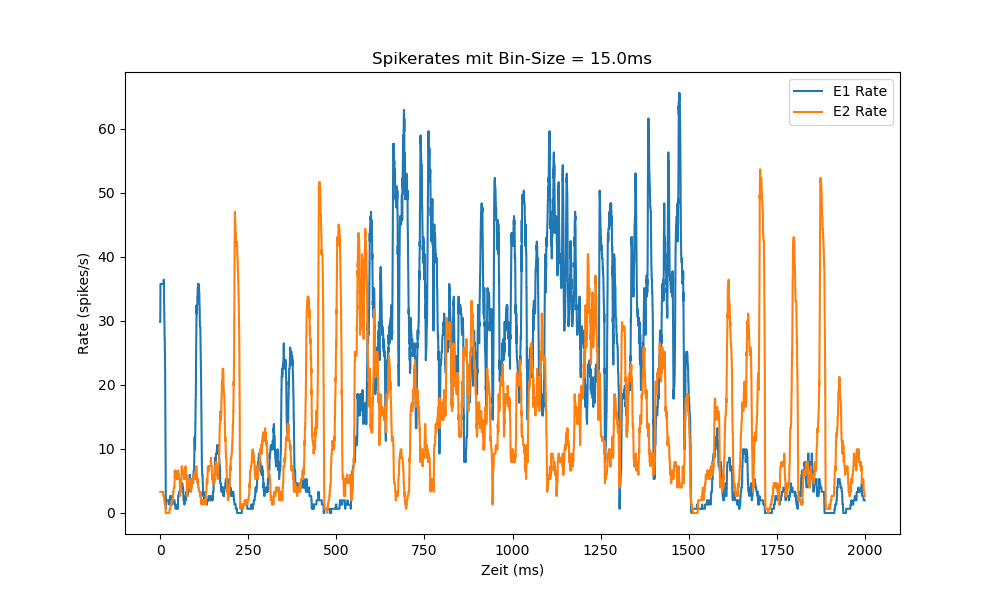 Spikerates mit Bin-Size = 15.0ms
E1 Rate
E2 Rate
Rate (spikes/s)
60
50
40
30
20
10
0
0 250 500 750 1000 1250 1500 1750 2000
Zeit (ms)